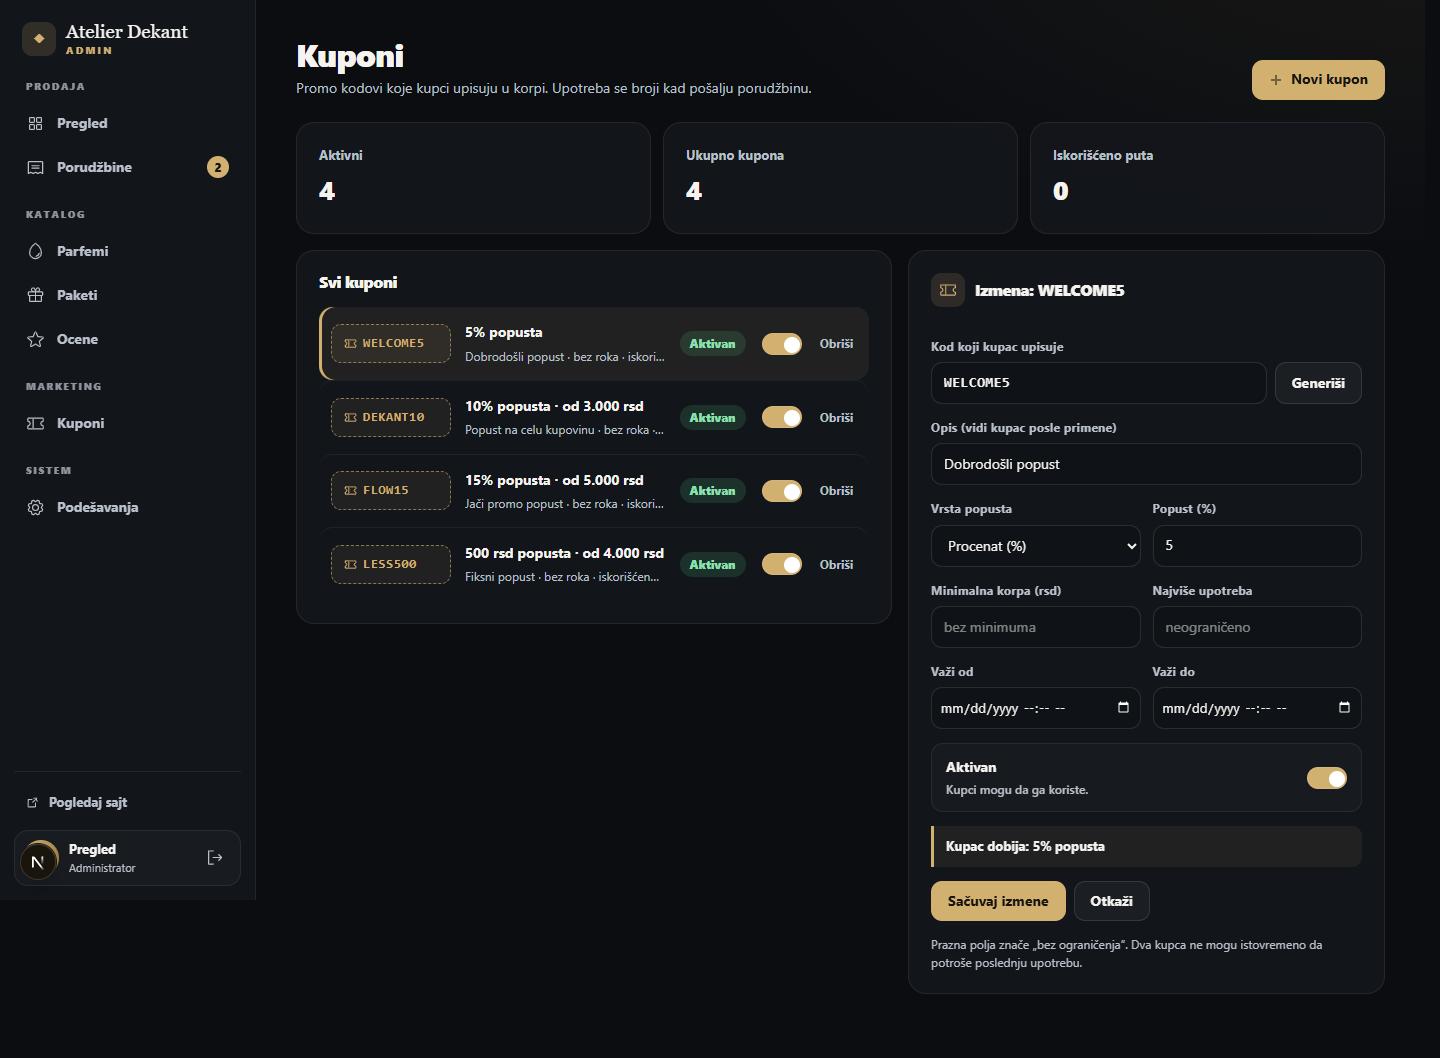 Atelier Dekant
ADMIN
PRODAJA
Pregled
Porudžbine 2
KATALOG
Parfemi
Paketi
Ocene
MARKETING
Kuponi
SISTEM
Podešavanja
Pogledaj sajt
N
Pregled
Administrator
Kuponi
Promo kodovi koje kupci upisuju u korpi. Upotreba se broji kad pošalju porudžbinu.
+ Novi kupon
Aktivni
4
Ukupno kupona
4
Iskorišćeno puta
0
Svi kuponi
WELCOME5
5% popusta
Dobrodošli popust · bez roka · iskori...
Aktivan
Obriši
DEKANT10
10% popusta · od 3.000 rsd
Popust na celu kupovinu · bez roka ·...
Aktivan
Obriši
FLOW15
15% popusta · od 5.000 rsd
Jači promo popust · bez roka · iskori...
Aktivan
Obriši
LESS500
500 rsd popusta · od 4.000 rsd
Fiksni popust · bez roka · iskorišćen...
Aktivan
Obriši
Izmena: WELCOME5
Kod koji kupac upisuje
WELCOME5
Generiši
Opis (vidi kupac posle primene)
Dobrodošli popust
Vrsta popusta
Procenat (%)
Popust (%)
5
Minimalna korpa (rsd)
bez minimuma
Najviše upotreba
neograničeno
Važi od
mm/dd/yyyy --:-- --
Važi do
mm/dd/yyyy --:-- --
Aktivan
Kupci mogu da ga koriste.
Kupac dobija: 5% popusta
Sačuvaj izmene
Otkaži
Prazna polja znače „bez ograničenja“. Dva kupca ne mogu istovremeno da
potroše poslednju upotrebu.